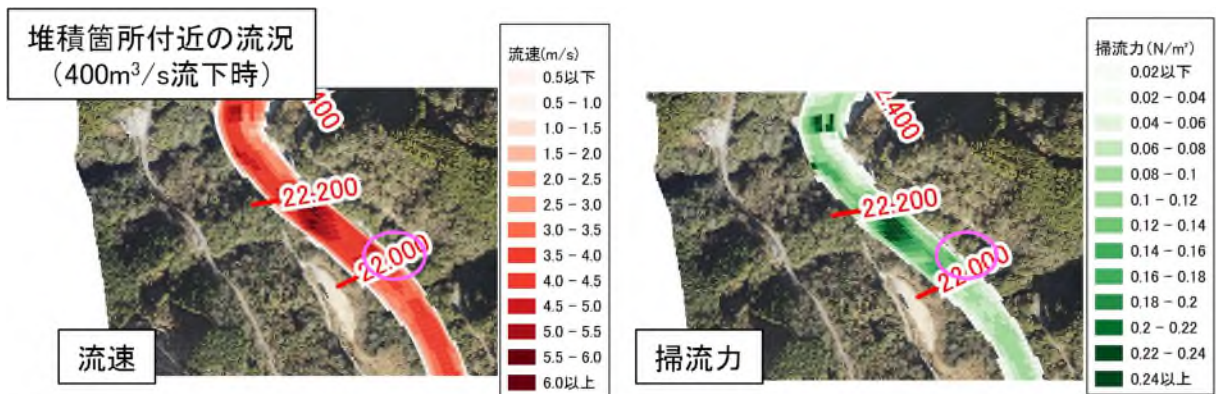 堆積箇所付近の流況
（400m³/s流下時）
22.400
22.200
22.000
流速
流速(m/s)
0.5以下
0.5 − 1.0
1.0 − 1.5
1.5 − 2.0
2.0 − 2.5
2.5 − 3.0
3.0 − 3.5
3.5 − 4.0
4.0 − 4.5
4.5 − 5.0
5.0 − 5.5
5.5 − 6.0
6.0以上
22.400
22.200
22.000
掃流力
掃流力(N/㎡)
0.02以下
0.02 − 0.04
0.04 − 0.06
0.06 − 0.08
0.08 − 0.1
0.1 − 0.12
0.12 − 0.14
0.14 − 0.16
0.16 − 0.18
0.18 − 0.2
0.2 − 0.22
0.22 − 0.24
0.24以上